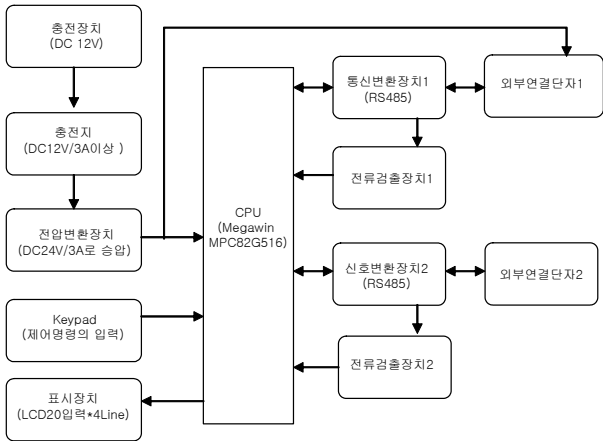 충전장치
(DC 12V)
충전지
(DC12V/3A이상 )
전압변환장치
(DC24V/3A로 승압)
Keypad
(제어명령의 입력)
표시장치
(LCD20입력*4Line)
CPU
(Megawin
MPC82G516)
통신변환장치1
(RS485)
외부연결단자1
전류검출장치1
신호변환장치2
(RS485)
외부연결단자2
전류검출장치2